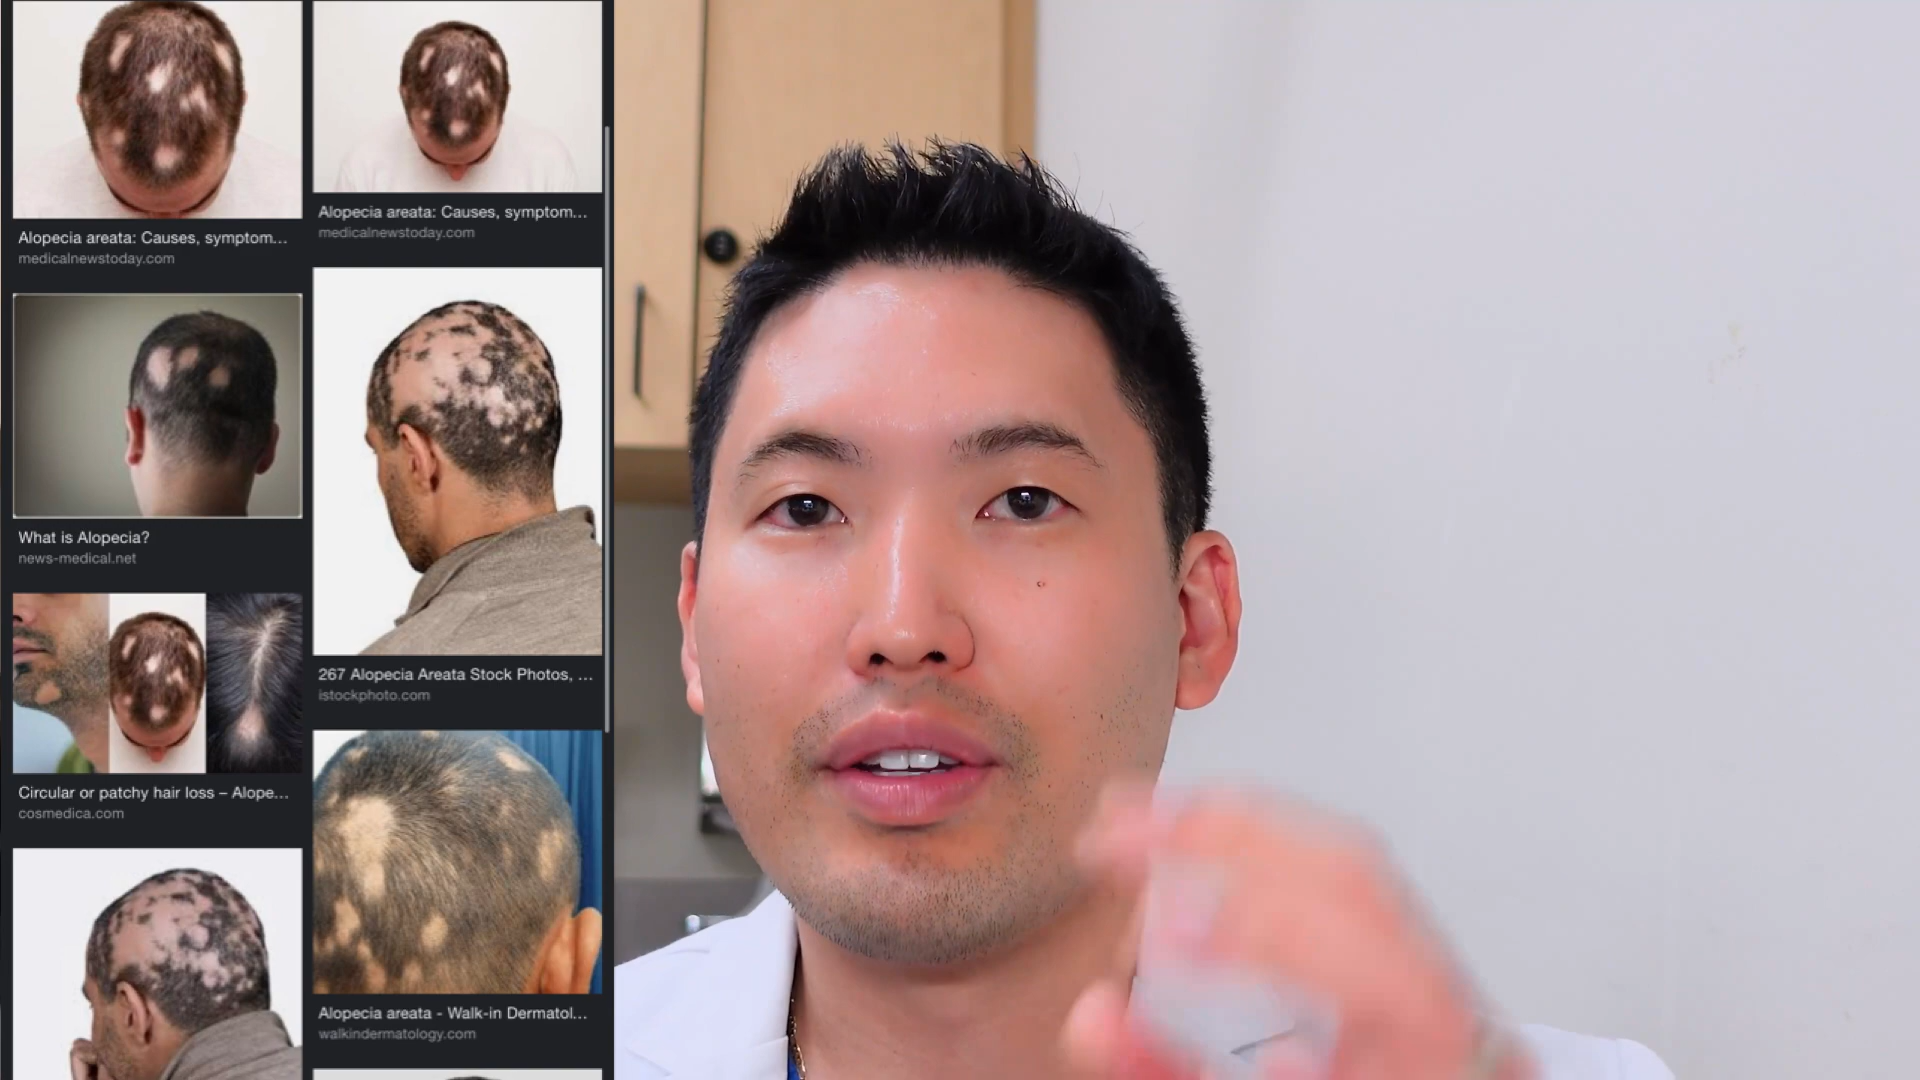 Alopecia areata: Causes, symptom...
medicalnewstoday.com
Alopecia areata: Causes, symptom...
medicalnewstoday.com
What is Alopecia?
news-medical.net
267 Alopecia Areata Stock Photos, ...
istockphoto.com
Circular or patchy hair loss – Alope...
cosmedica.com
Alopecia areata - Walk-in Dermatol...
walkindermatology.com